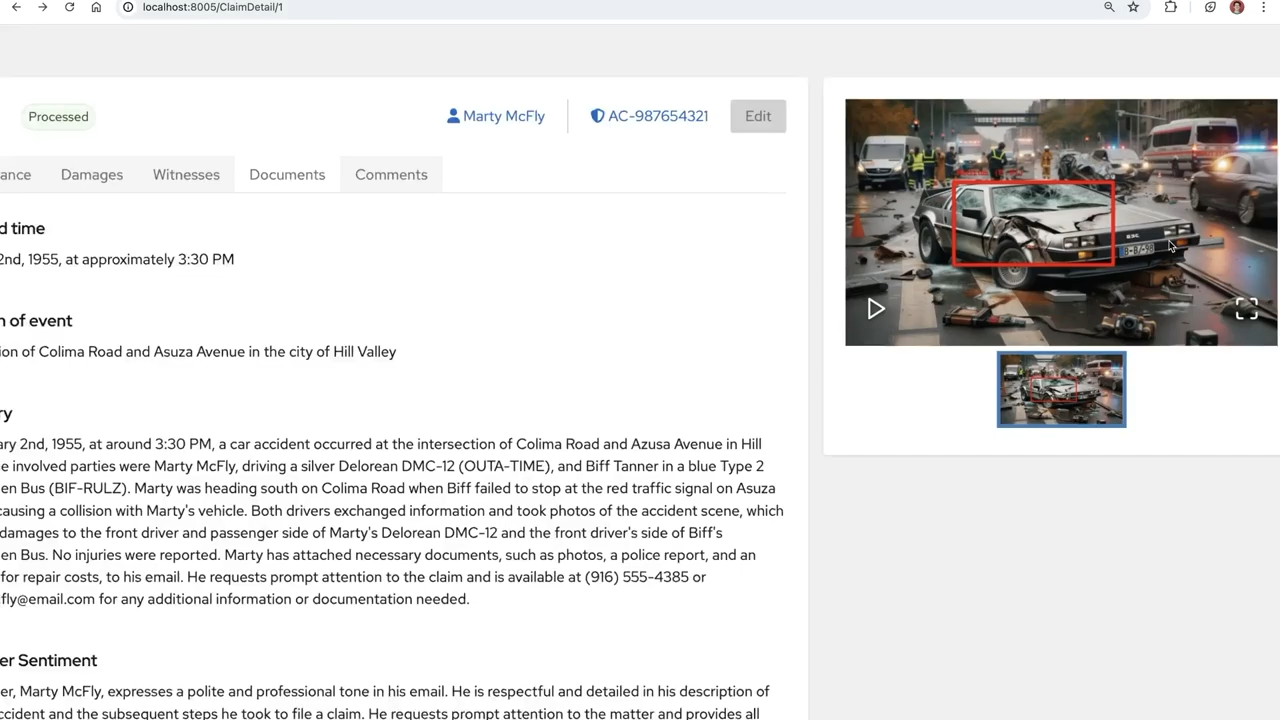 localhost:8005/ClaimDetail/1
Processed
Marty McFly
AC-987654321
Edit
ance
Damages
Witnesses
Documents
Comments
d time
2nd, 1955, at approximately 3:30 PM
n of event
ion of Colima Road and Asuza Avenue in the city of Hill Valley
ry
ary 2nd, 1955, at around 3:30 PM, a car accident occurred at the intersection of Colima Road and Azusa Avenue in Hill
e involved parties were Marty McFly, driving a silver Delorean DMC-12 (OUTA-TIME), and Biff Tanner in a blue Type 2
en Bus (BIF-RULZ). Marty was heading south on Colima Road when Biff failed to stop at the red traffic signal on Asuza
causing a collision with Marty's vehicle. Both drivers exchanged information and took photos of the accident scene, which
damages to the front driver and passenger side of Marty's Delorean DMC-12 and the front driver's side of Biff's
en Bus. No injuries were reported. Marty has attached necessary documents, such as photos, a police report, and an
for repair costs, to his email. He requests prompt attention to the claim and is available at (916) 555-4385 or
fly@email.com for any additional information or documentation needed.
er Sentiment
er, Marty McFly, expresses a polite and professional tone in his email. He is respectful and detailed in his description of
ccident and the subsequent steps he took to file a claim. He requests prompt attention to the matter and provides all